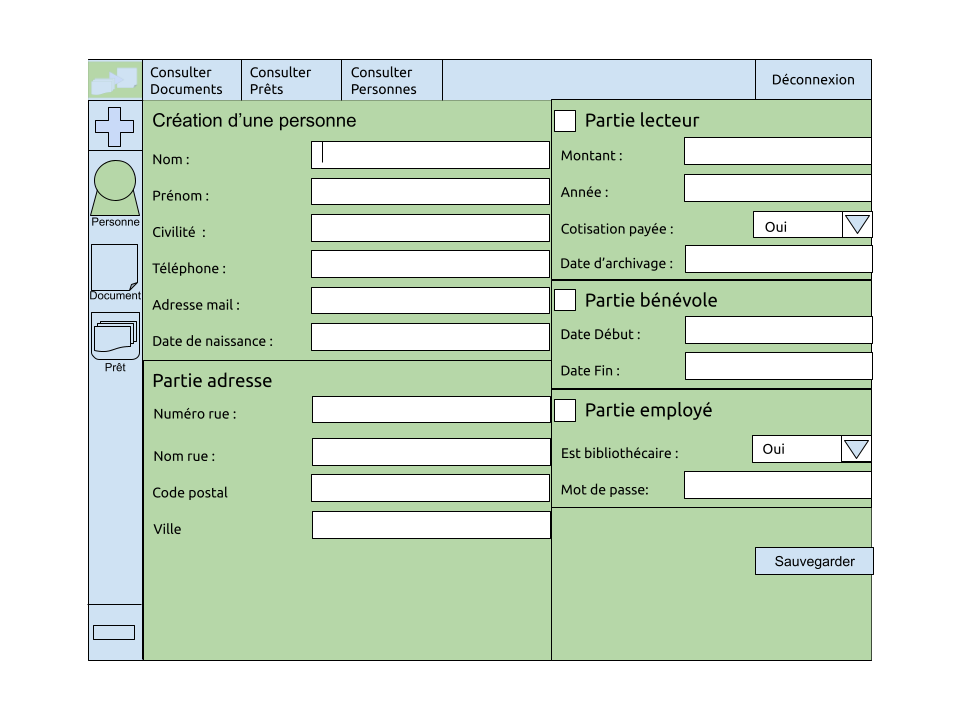 Consulter
Documents
Consulter
Prêts
Consulter
Personnes
Déconnexion
Personne
Document
Prêt
Création d’une personne
Nom :
Prénom :
Civilité :
Téléphone :
Adresse mail :
Date de naissance :
Partie adresse
Numéro rue :
Nom rue :
Code postal
Ville
Partie lecteur
Montant :
Année :
Cotisation payée :
Oui
Date d’archivage :
Partie bénévole
Date Début :
Date Fin :
Partie employé
Est bibliothécaire :
Oui
Mot de passe:
Sauvegarder